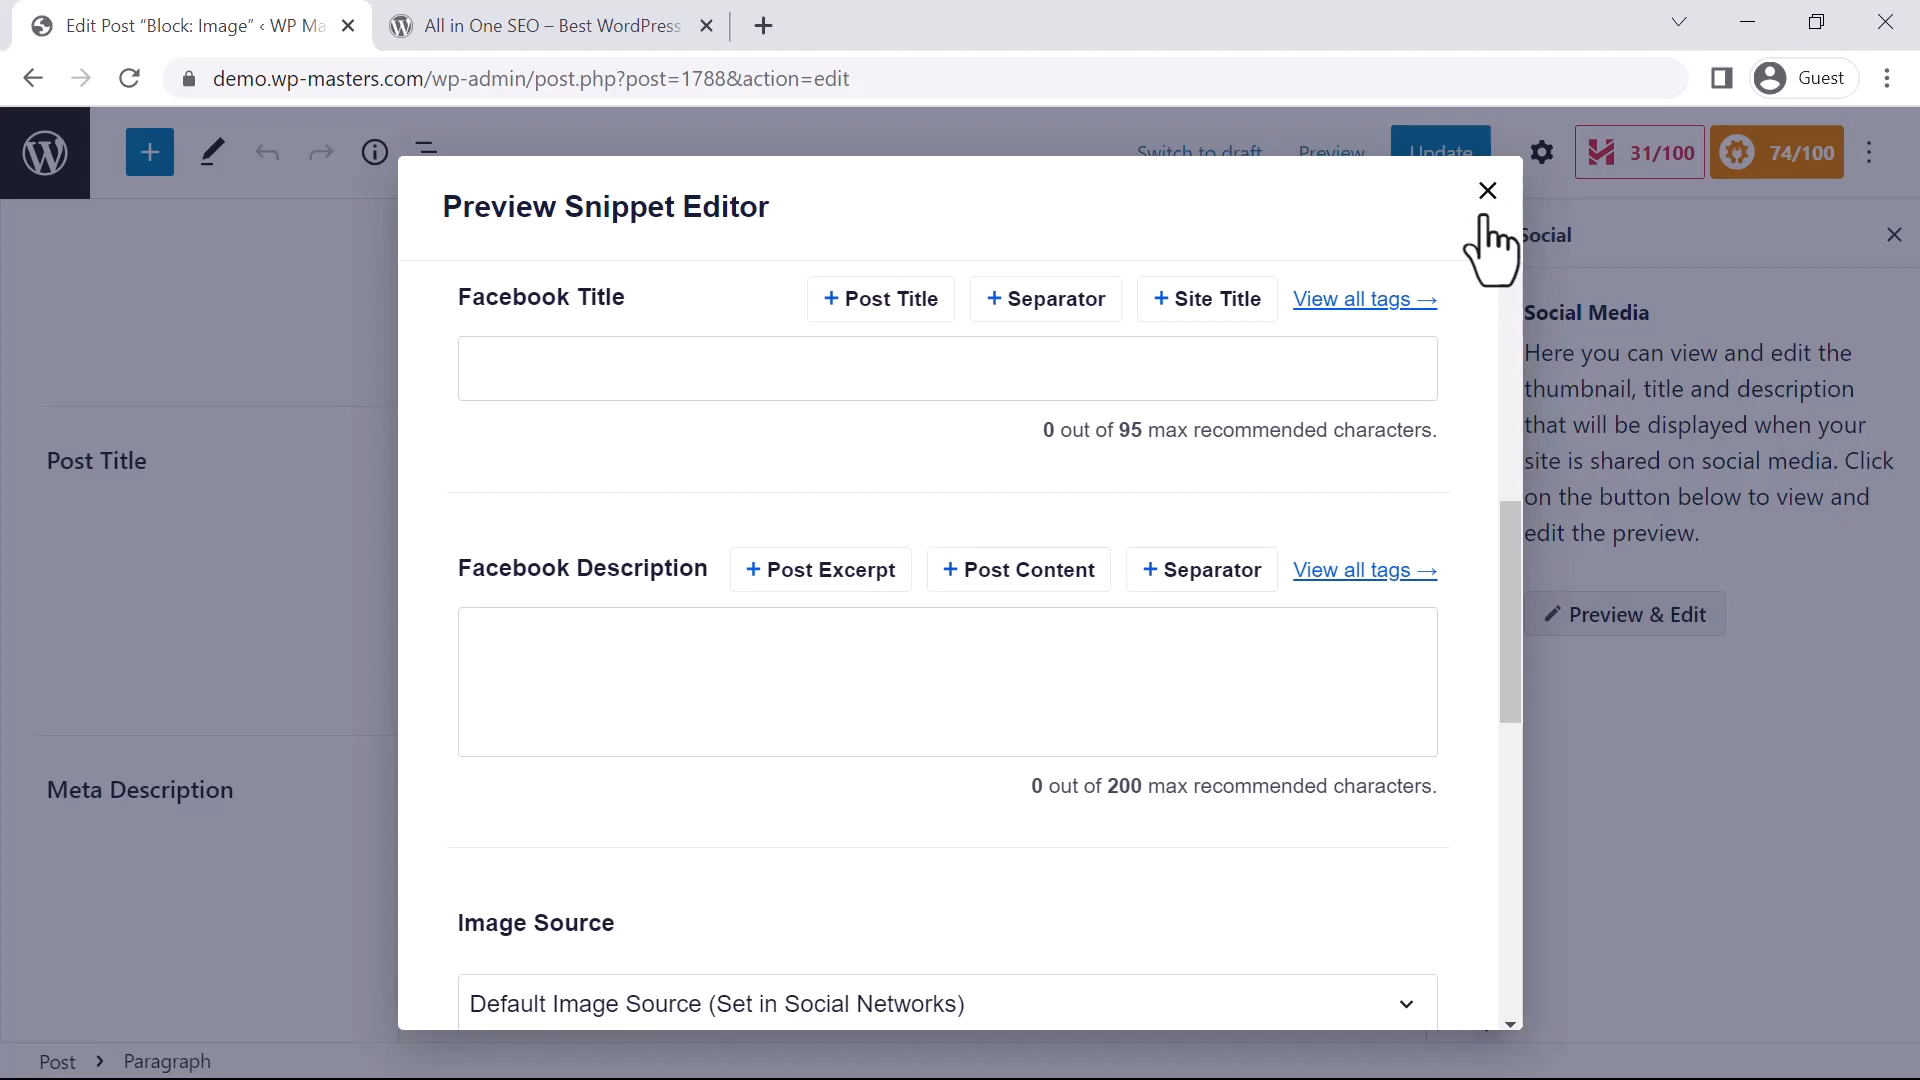 Edit Post “Block: Image” ‹ WP Ma
All in One SEO – Best WordPress
demo.wp-masters.com/wp-admin/post.php?post=1788&action=edit
Guest
Switch to draft
Preview
Update
31/100
74/100
Preview Snippet Editor
Social
Facebook Title
+ Post Title
+ Separator
+ Site Title
View all tags →
0 out of 95 max recommended characters.
Social Media
Here you can view and edit the
thumbnail, title and description
that will be displayed when your
site is shared on social media. Click
on the button below to view and
edit the preview.
Preview & Edit
Post Title
Facebook Description
+ Post Excerpt
+ Post Content
+ Separator
View all tags →
0 out of 200 max recommended characters.
Meta Description
Image Source
Default Image Source (Set in Social Networks)
Post › Paragraph